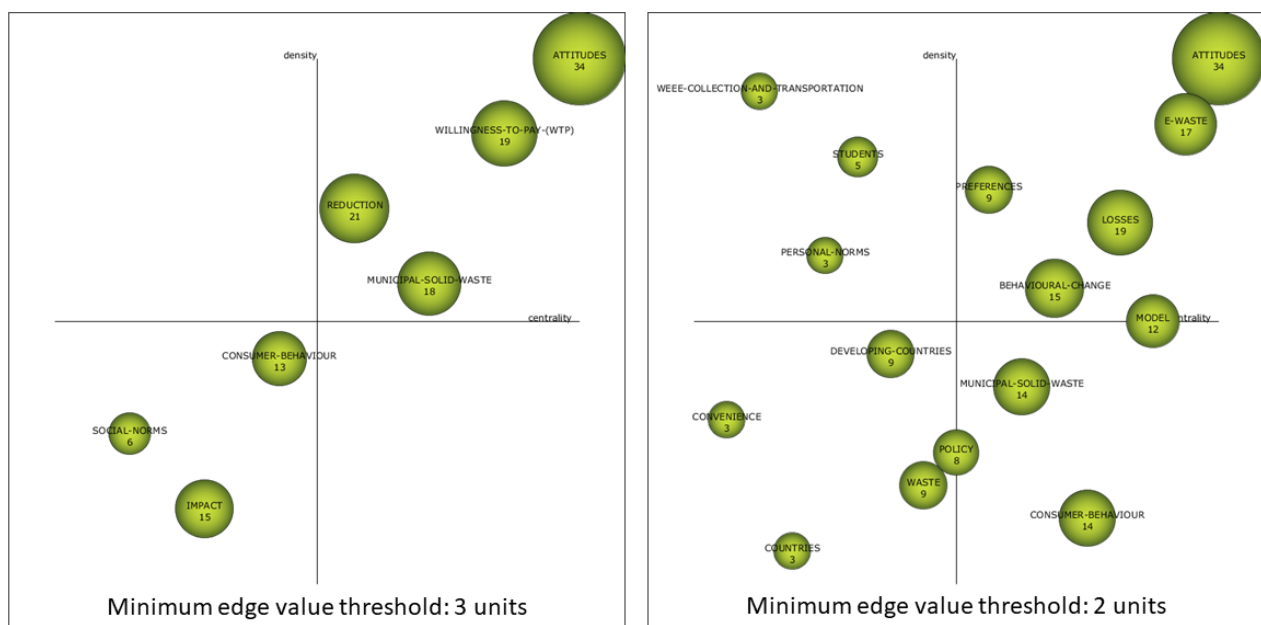 density
ATTITUDES
34
WILLINGNESS-TO-PAY-(WTP)
19
REDUCTION
21
MUNICIPAL-SOLID-WASTE
18
centrality
CONSUMER-BEHAVIOUR
13
SOCIAL-NORMS
6
IMPACT
15
Minimum edge value threshold: 3 units
density
ATTITUDES
34
WEEE-COLLECTION-AND-TRANSPORTATION
3
E-WASTE
17
STUDENTS
5
PREFERENCES
9
LOSSES
19
PERSONAL-NORMS
3
BEHAVIOURAL-CHANGE
15
MODEL
12
ntrality
DEVELOPING-COUNTRIES
9
MUNICIPAL-SOLID-WASTE
14
CONVENIENCE
3
POLICY
8
WASTE
9
CONSUMER-BEHAVIOUR
14
COUNTRIES
3
Minimum edge value threshold: 2 units